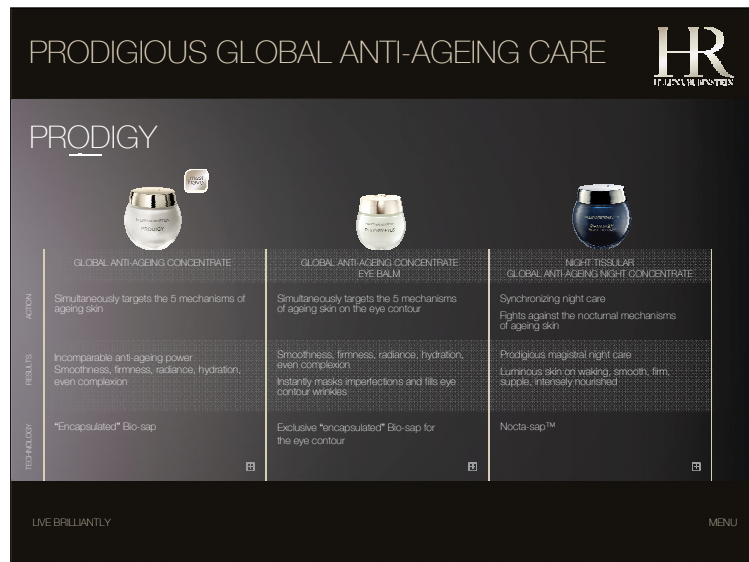 PRODIGIOUS GLOBAL ANTI-AGEING CARE
HR
HELENA RUBINSTEIN
PRODIGY
must have
PRODIGY
GLOBAL ANTI-AGEING CONCENTRATE
GLOBAL ANTI-AGEING CONCENTRATE
EYE BALM
NIGHT TISSULAR
GLOBAL ANTI-AGEING NIGHT CONCENTRATE
ACTION
Simultaneously targets the 5 mechanisms of
ageing skin
Simultaneously targets the 5 mechanisms
of ageing skin on the eye contour
Synchronizing night care
Fights against the nocturnal mechanisms
of ageing skin
RESULTS
Incomparable anti-ageing power
Smoothness, firmness, radiance, hydration,
even complexion
Smoothness, firmness, radiance, hydration,
even complexion
Instantly masks imperfections and fills eye
contour wrinkles
Prodigious magistral night care
Luminous skin on waking, smooth, firm,
supple, intensely nourished
TECHNOLOGY
“Encapsulated” Bio-sap
Exclusive “encapsulated” Bio-sap for
the eye contour
Nocta-sap™
LIVE BRILLIANTLY
MENU